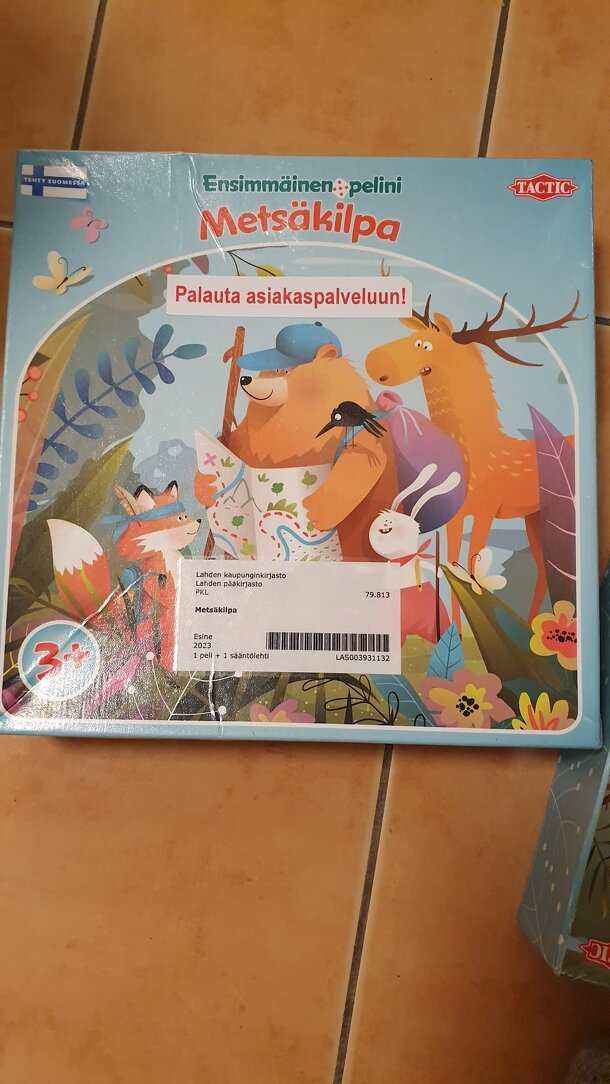 TEHTY SUOMESSA
Ensimmäinen pelini
TACTIC
Metsäkilpa
Palauta asiakaspalveluun!
Lahden kaupunginkirjasto
Lahden pääkirjasto
PKL 79.813
Metsäkilpa
Esine
2023
1 peli + 1 sääntölehti LAS003931132
3+